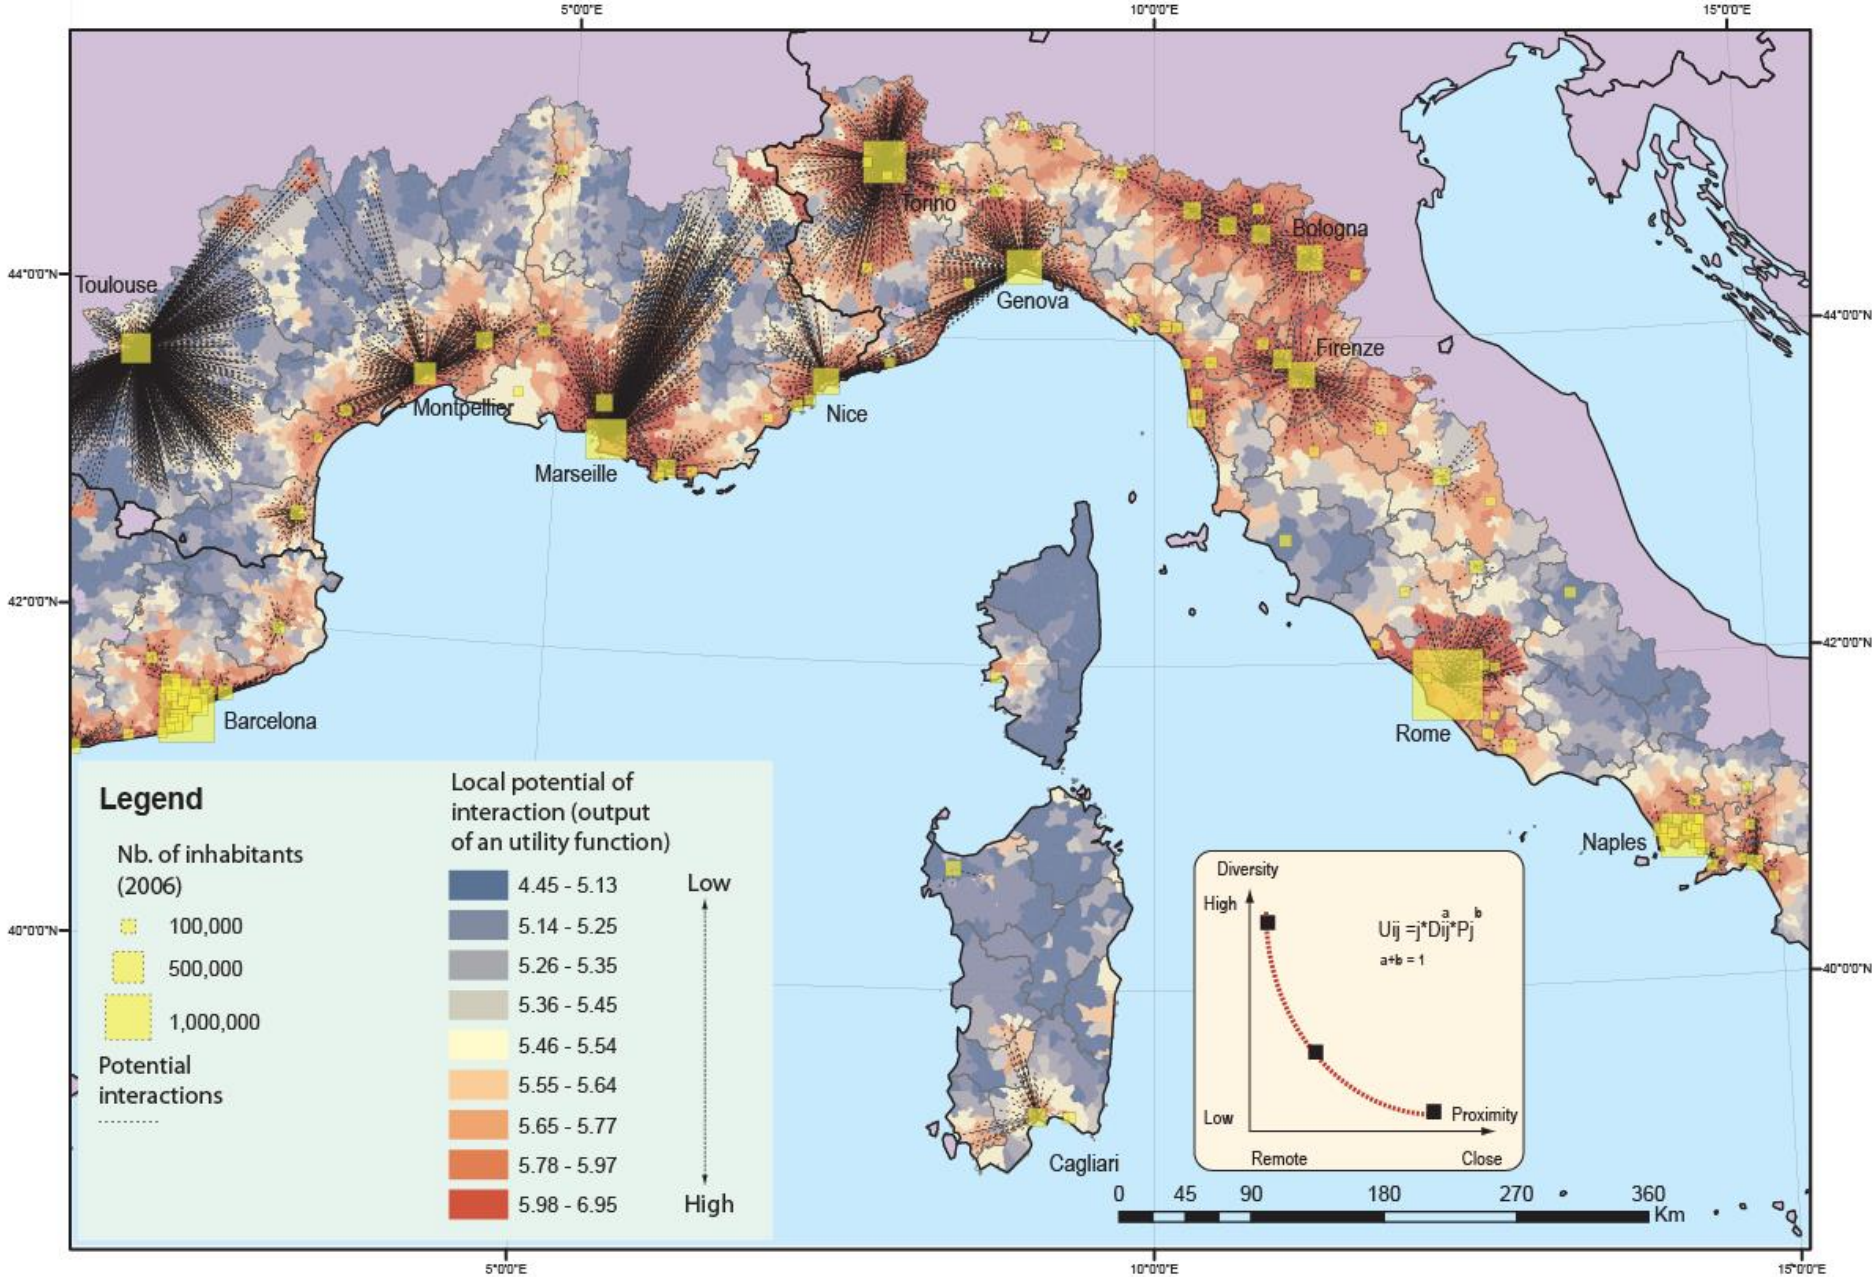 5°0'0"E
10°0'0"E
15°0'0"E
44°0'0"N
42°0'0"N
40°0'0"N
44°0'0"N
42°0'0"N
40°0'0"N
Toulouse
Montpellier
Marseille
Nice
Torino
Genova
Bologna
Firenze
Barcelona
Rome
Naples
Cagliari
Legend
Nb. of inhabitants
(2006)
100,000
500,000
1,000,000
Potential
interactions
Local potential of
interaction (output
of an utility function)
4.45 - 5.13
5.14 - 5.25
5.26 - 5.35
5.36 - 5.45
5.46 - 5.54
5.55 - 5.64
5.65 - 5.77
5.78 - 5.97
5.98 - 6.95
Low
High
Diversity
High
Low
Uij =j*Dij^a*Pj^b
a+b = 1
Proximity
Remote
Close
0 45 90 180 270 360
Km
5°0'0"E
10°0'0"E
15°0'0"E